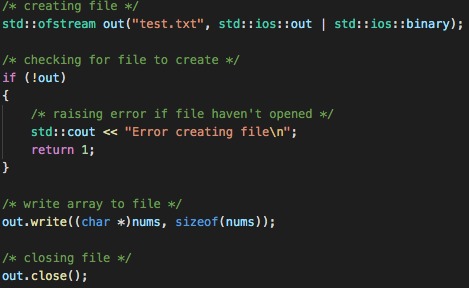 /* creating file */
std::ofstream out("test.txt", std::ios::out | std::ios::binary);

/* checking for file to create */
if (!out)
{
    /* raising error if file haven't opened */
    std::cout << "Error creating file\n";
    return 1;
}

/* write array to file */
out.write((char *)nums, sizeof(nums));

/* closing file */
out.close();